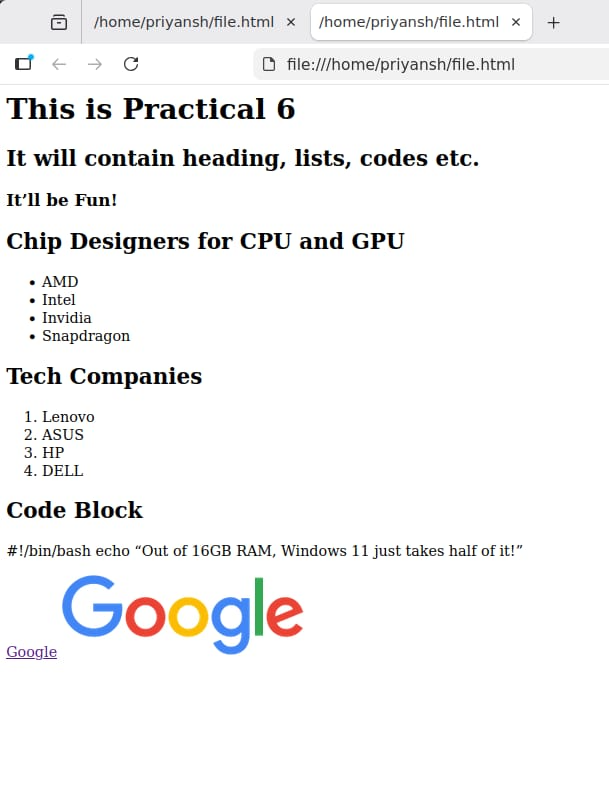 /home/priyansh/file.html
/home/priyansh/file.html
file:///home/priyansh/file.html
This is Practical 6
It will contain heading, lists, codes etc.
It’ll be Fun!
Chip Designers for CPU and GPU
• AMD
• Intel
• Invidia
• Snapdragon
Tech Companies
1. Lenovo
2. ASUS
3. HP
4. DELL
Code Block
#!/bin/bash echo “Out of 16GB RAM, Windows 11 just takes half of it!”
Google
Google